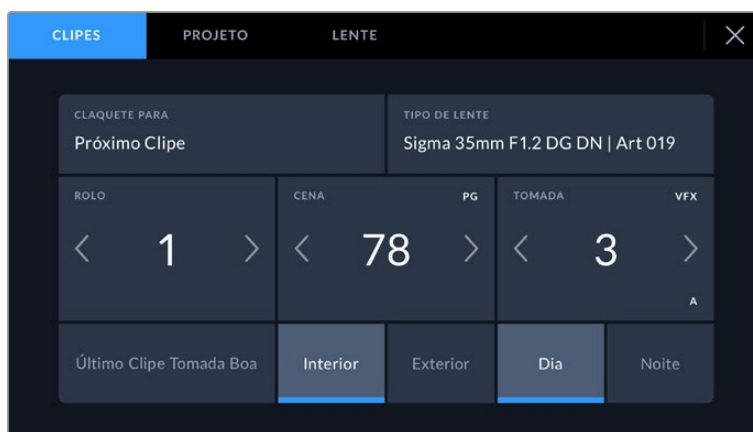 CLIPES PROJETO LENTE
CLAQUETE PARA TIPO DE LENTE
Próximo Clipe Sigma 35mm F1.2 DG DN | Art 019
ROLO CENA PG TOMADA VFX
1 78 3
A
Último Clipe Tomada Boa Interior Exterior Dia Noite